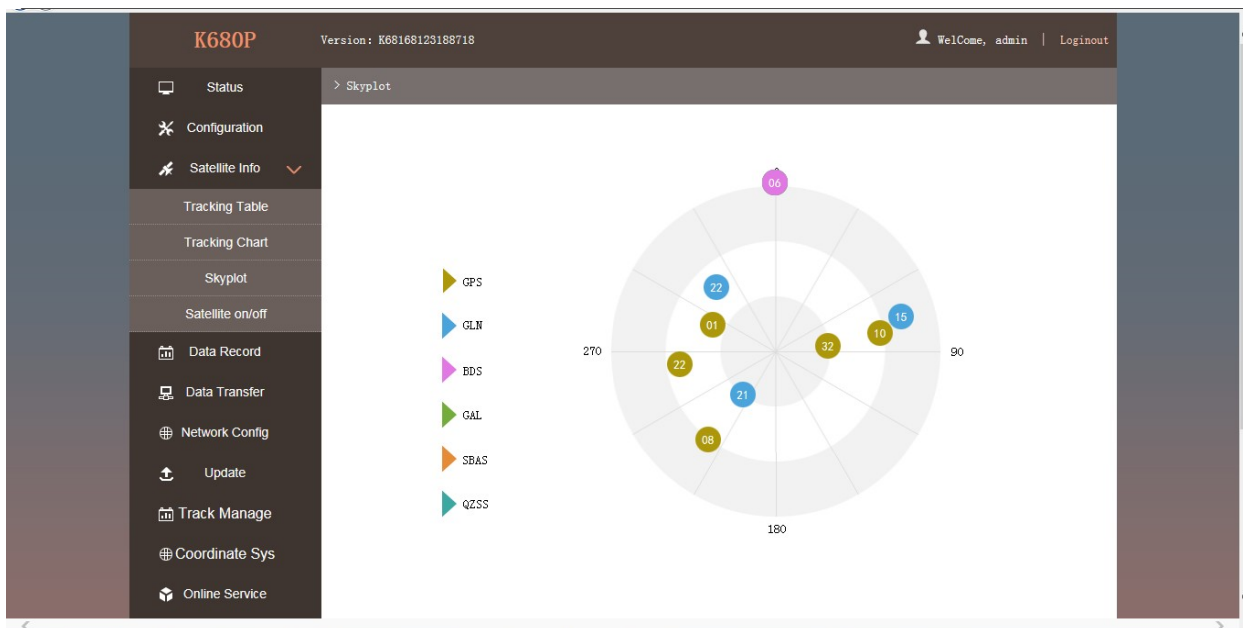 K680P
Version: K68168123188718
WelCome, admin | Loginout
Status
> Skyplot
Configuration
Satellite Info
Tracking Table
Tracking Chart
Skyplot
Satellite on/off
Data Record
Data Transfer
Network Config
Update
Track Manage
Coordinate Sys
Online Service
GPS
GLN
BDS
GAL
SBAS
QZSS
06
22
01
15
10
32
270
90
22
21
08
180